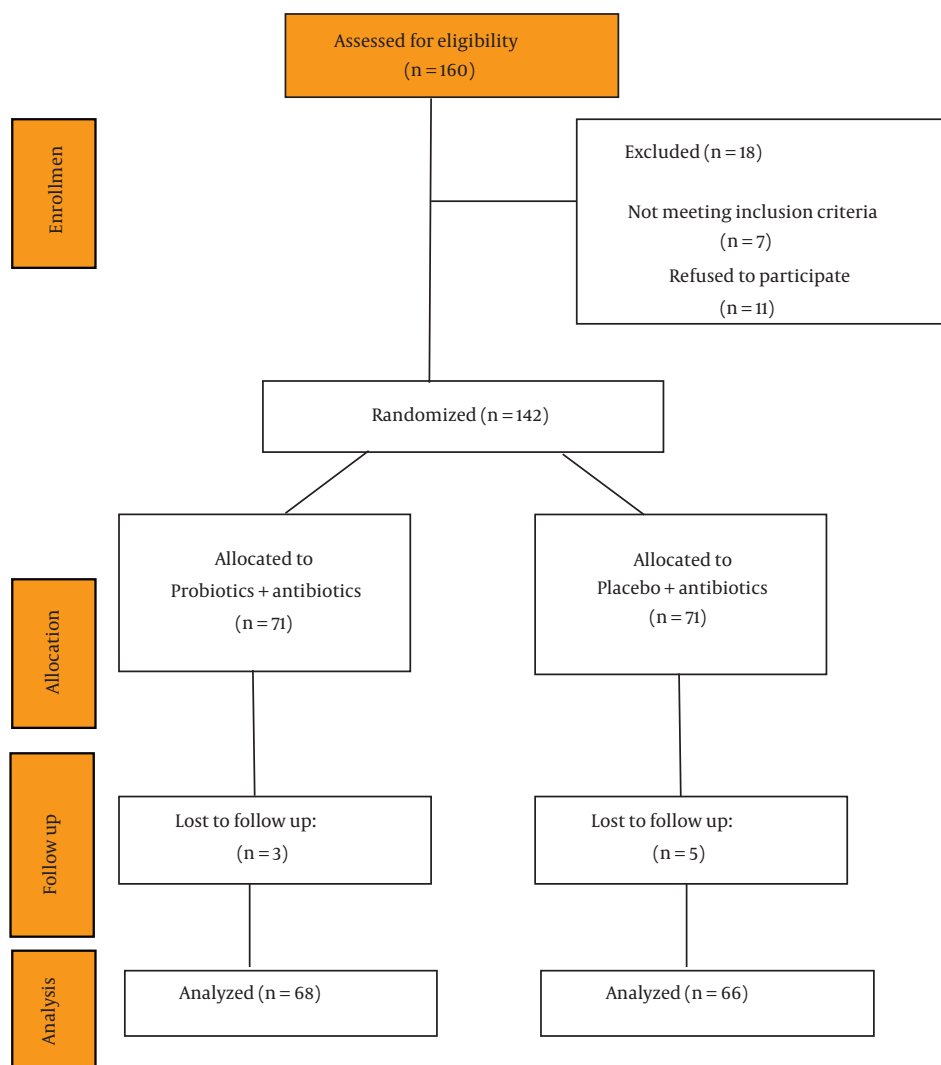 Assessed for eligibility
(n = 160)
Enrollmen
Excluded (n = 18)
Not meeting inclusion criteria
(n = 7)
Refused to participate
(n = 11)
Randomized (n = 142)
Allocated to
Probiotics + antibiotics
(n = 71)
Allocated to
Placebo + antibiotics
(n = 71)
Allocation
Lost to follow up:
(n = 3)
Lost to follow up:
(n = 5)
Follow up
Analyzed (n = 68)
Analyzed (n = 66)
Analysis